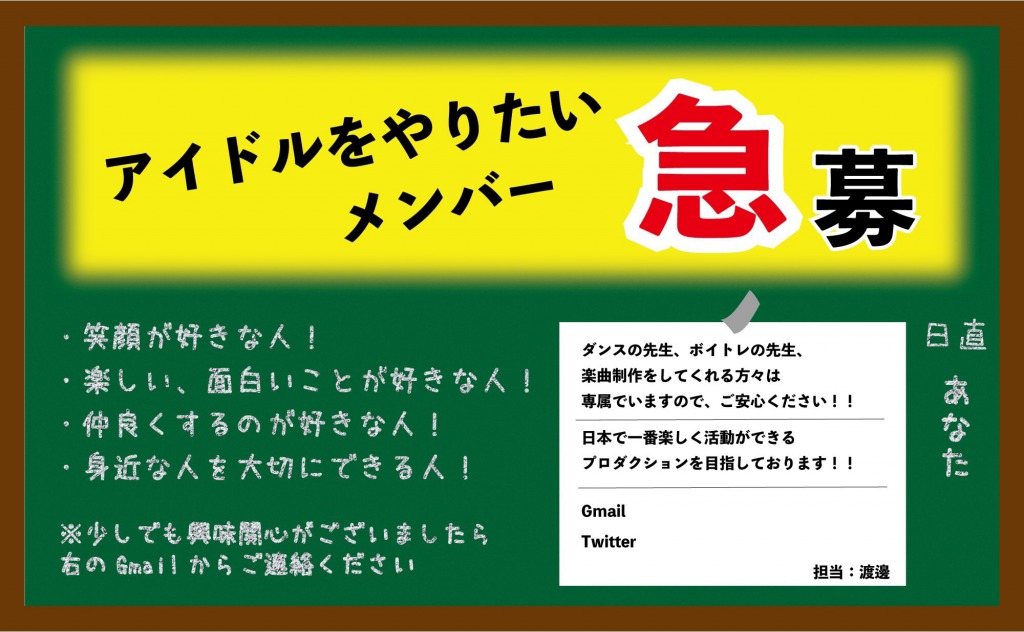 アイドルをやりたい
メンバー
急募
・笑顔が好きな人！
・楽しい、面白いことが好きな人！
・仲良くするのが好きな人！
・身近な人を大切にできる人！
※少しでも興味関心がございましたら
右のGmailからご連絡ください
ダンスの先生、ボイトレの先生、
楽曲制作をしてくれる方々は
専属でいますので、ご安心ください！！
日本で一番楽しく活動ができる
プロダクションを目指しております！！
Gmail
Twitter
担当：渡邊
日直
あなた